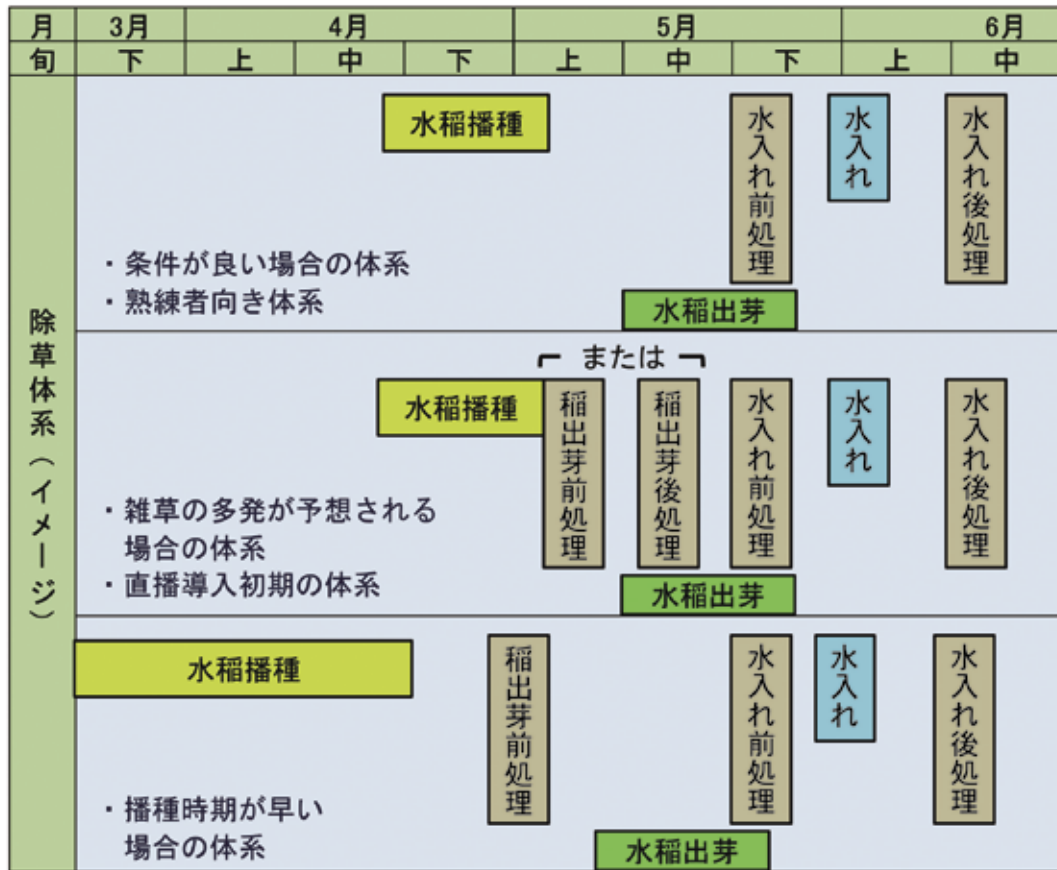 月 3月 4月 5月 6月
旬 下 上 中 下 上 中 下 上 中
除草体系（イメージ）
水稲播種
水入れ前処理
水入れ
水入れ後処理
・条件が良い場合の体系
・熟練者向き体系
水稲出芽
または
水稲播種
稲出芽前処理
稲出芽後処理
水入れ前処理
水入れ
水入れ後処理
・雑草の多発が予想される
場合の体系
・直播導入初期の体系
水稲出芽
水稲播種
稲出芽前処理
水入れ前処理
水入れ
水入れ後処理
・播種時期が早い
場合の体系
水稲出芽